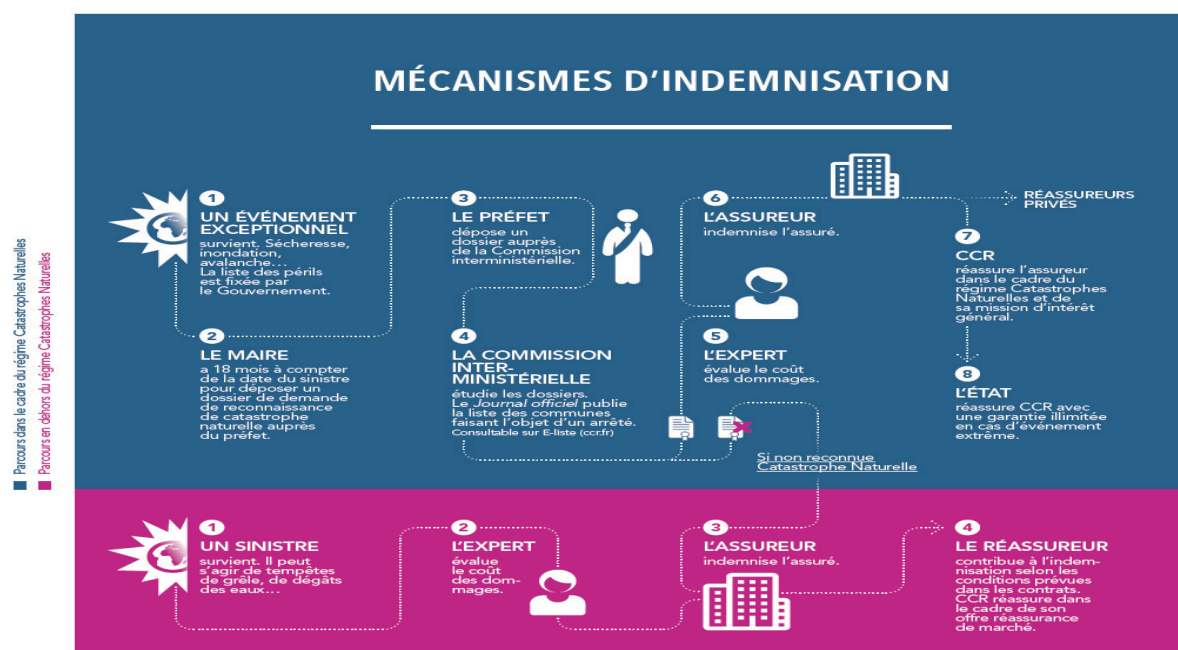 MÉCANISMES D'INDEMNISATION
Parcours dans le cadre du régime Catastrophes Naturelles
Parcours en dehors du régime Catastrophes Naturelles
1
UN ÉVÉNEMENT
EXCEPTIONNEL
survient. Sécheresse,
inondation,
avalanche...
La liste des périls
est fixée par
le Gouvernement.
2
LE MAIRE
a 18 mois à compter
de la date du sinistre
pour déposer un
dossier de demande
de reconnaissance
de catastrophe
naturelle auprès
du préfet.
3
LE PRÉFET
dépose un
dossier auprès
de la Commission
interministérielle.
4
LA COMMISSION
INTER-
MINISTÉRIELLE
étudie les dossiers.
Le Journal officiel publie
la liste des communes
faisant l'objet d'un arrêté.
Consultable sur E-liste (ccr.fr)
5
L'EXPERT
évalue le coût
des dommages.
6
L'ASSUREUR
indemnise l'assuré.
RÉASSUREURS
PRIVÉS
7
CCR
réassure l'assureur
dans le cadre du
régime Catastrophes
Naturelles et de
sa mission d'intérêt
général.
8
L'ÉTAT
réassure CCR avec
une garantie illimitée
en cas d'événement
extrême.
Si non reconnue
Catastrophe Naturelle
1
UN SINISTRE
survient. Il peut
s'agir de tempêtes
de grêle, de dégâts
des eaux...
2
L'EXPERT
évalue
le coût
des dom-
mages.
3
L'ASSUREUR
indemnise l'assuré.
4
LE RÉASSUREUR
contribue à l'indem-
nisation selon les
conditions prévues
dans les contrats.
CCR réassure dans
le cadre de son
offre réassurance
de marché.